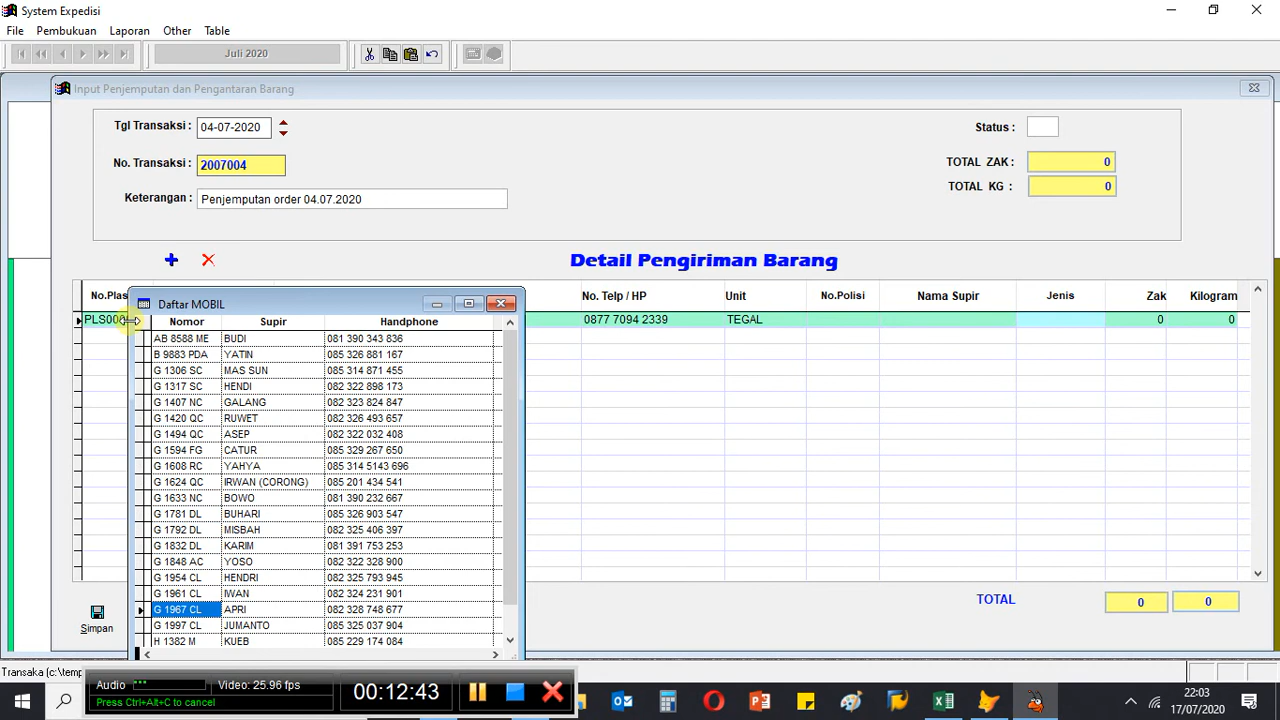 System Expedisi
File Pembukuan Laporan Other Table
Juli 2020
Input Penjemputan dan Pengantaran Barang
Tgl Transaksi : 04-07-2020 Status :
No. Transaksi : 2007004 TOTAL ZAK : 0
TOTAL KG : 0
Keterangan : Penjemputan order 04.07.2020
Detail Pengiriman Barang
No.Plas No. Telp / HP Unit No.Polisi Nama Supir Jenis Zak Kilogram
0877 7094 2339 TEGAL 0 0
Daftar MOBIL
Nomor Supir Handphone
AB 8588 ME BUDI 081 390 343 836
B 9883 PDA YATIN 085 326 881 167
G 1306 SC MAS SUN 085 314 871 455
G 1317 SC HENDI 082 322 898 173
G 1407 NC GALANG 082 323 824 847
G 1420 QC RUWET 082 326 493 657
G 1494 QC ASEP 082 322 032 408
G 1594 FG CATUR 085 329 267 650
G 1608 RC YAHYA 085 314 5143 696
G 1624 QC IRWAN (CORONG) 085 201 434 541
G 1633 NC BOWO 081 390 232 667
G 1781 DL BUHARI 085 326 903 547
G 1792 DL MISBAH 082 325 406 397
G 1832 DL KARIM 081 391 753 253
G 1848 AC YOSO 082 322 328 900
G 1954 CL HENDRI 082 325 793 945
G 1961 CL IWAN 082 324 231 901
G 1967 CL APRI 082 328 748 677
G 1997 CL JUMANTO 085 325 037 904
H 1382 M KUEB 085 229 174 084
TOTAL 0 0
Simpan
Transaka (c:\temp
Audio Video: 25.96 fps
Press Ctrl+Alt+C to cancel
00:12:43
22:03
17/07/2020